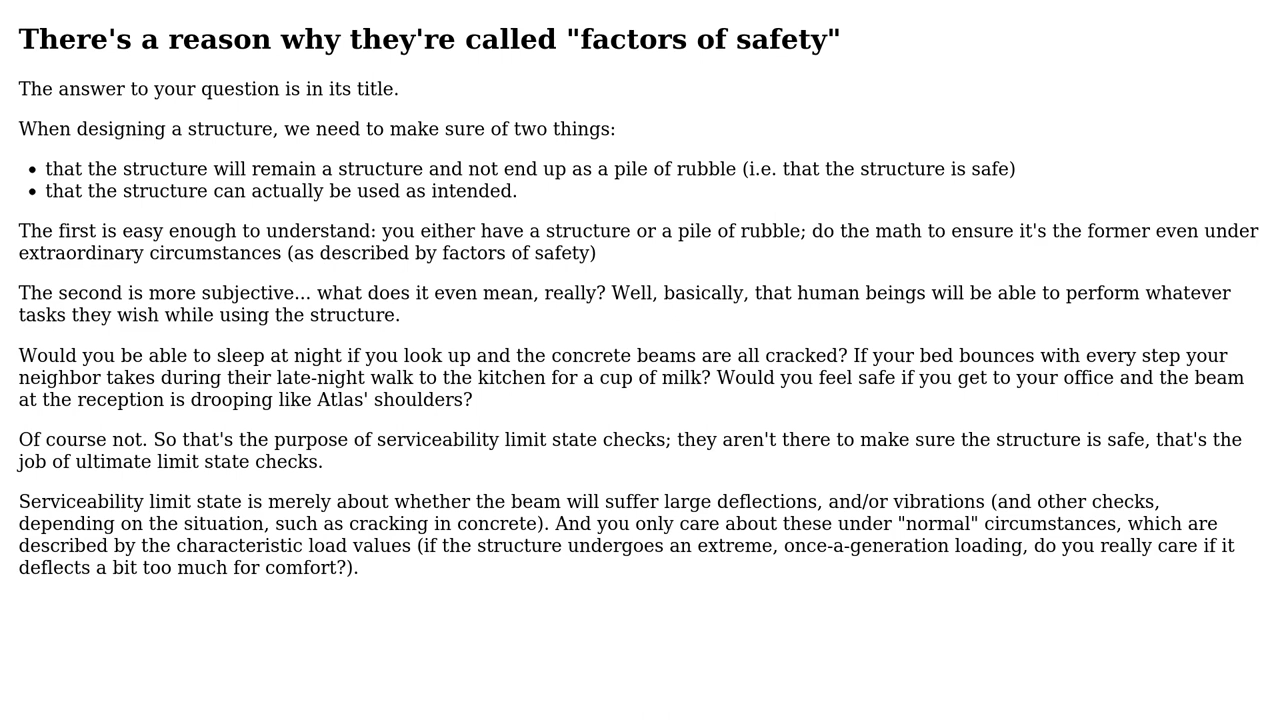 There's a reason why they're called "factors of safety"
The answer to your question is in its title.
When designing a structure, we need to make sure of two things:
• that the structure will remain a structure and not end up as a pile of rubble (i.e. that the structure is safe)
• that the structure can actually be used as intended.
The first is easy enough to understand: you either have a structure or a pile of rubble; do the math to ensure it's the former even under
extraordinary circumstances (as described by factors of safety)
The second is more subjective... what does it even mean, really? Well, basically, that human beings will be able to perform whatever
tasks they wish while using the structure.
Would you be able to sleep at night if you look up and the concrete beams are all cracked? If your bed bounces with every step your
neighbor takes during their late-night walk to the kitchen for a cup of milk? Would you feel safe if you get to your office and the beam
at the reception is drooping like Atlas' shoulders?
Of course not. So that's the purpose of serviceability limit state checks; they aren't there to make sure the structure is safe, that's the
job of ultimate limit state checks.
Serviceability limit state is merely about whether the beam will suffer large deflections, and/or vibrations (and other checks,
depending on the situation, such as cracking in concrete). And you only care about these under "normal" circumstances, which are
described by the characteristic load values (if the structure undergoes an extreme, once-a-generation loading, do you really care if it
deflects a bit too much for comfort?).